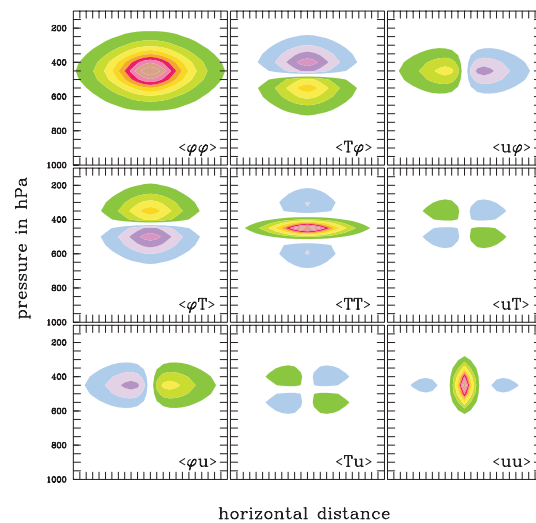 200
400
600
800
1000
<φφ>
<Tφ>
<uφ>
200
400
600
800
1000
<φT>
<TT>
<uT>
200
400
600
800
1000
<φu>
<Tu>
<uu>
pressure in hPa
horizontal distance